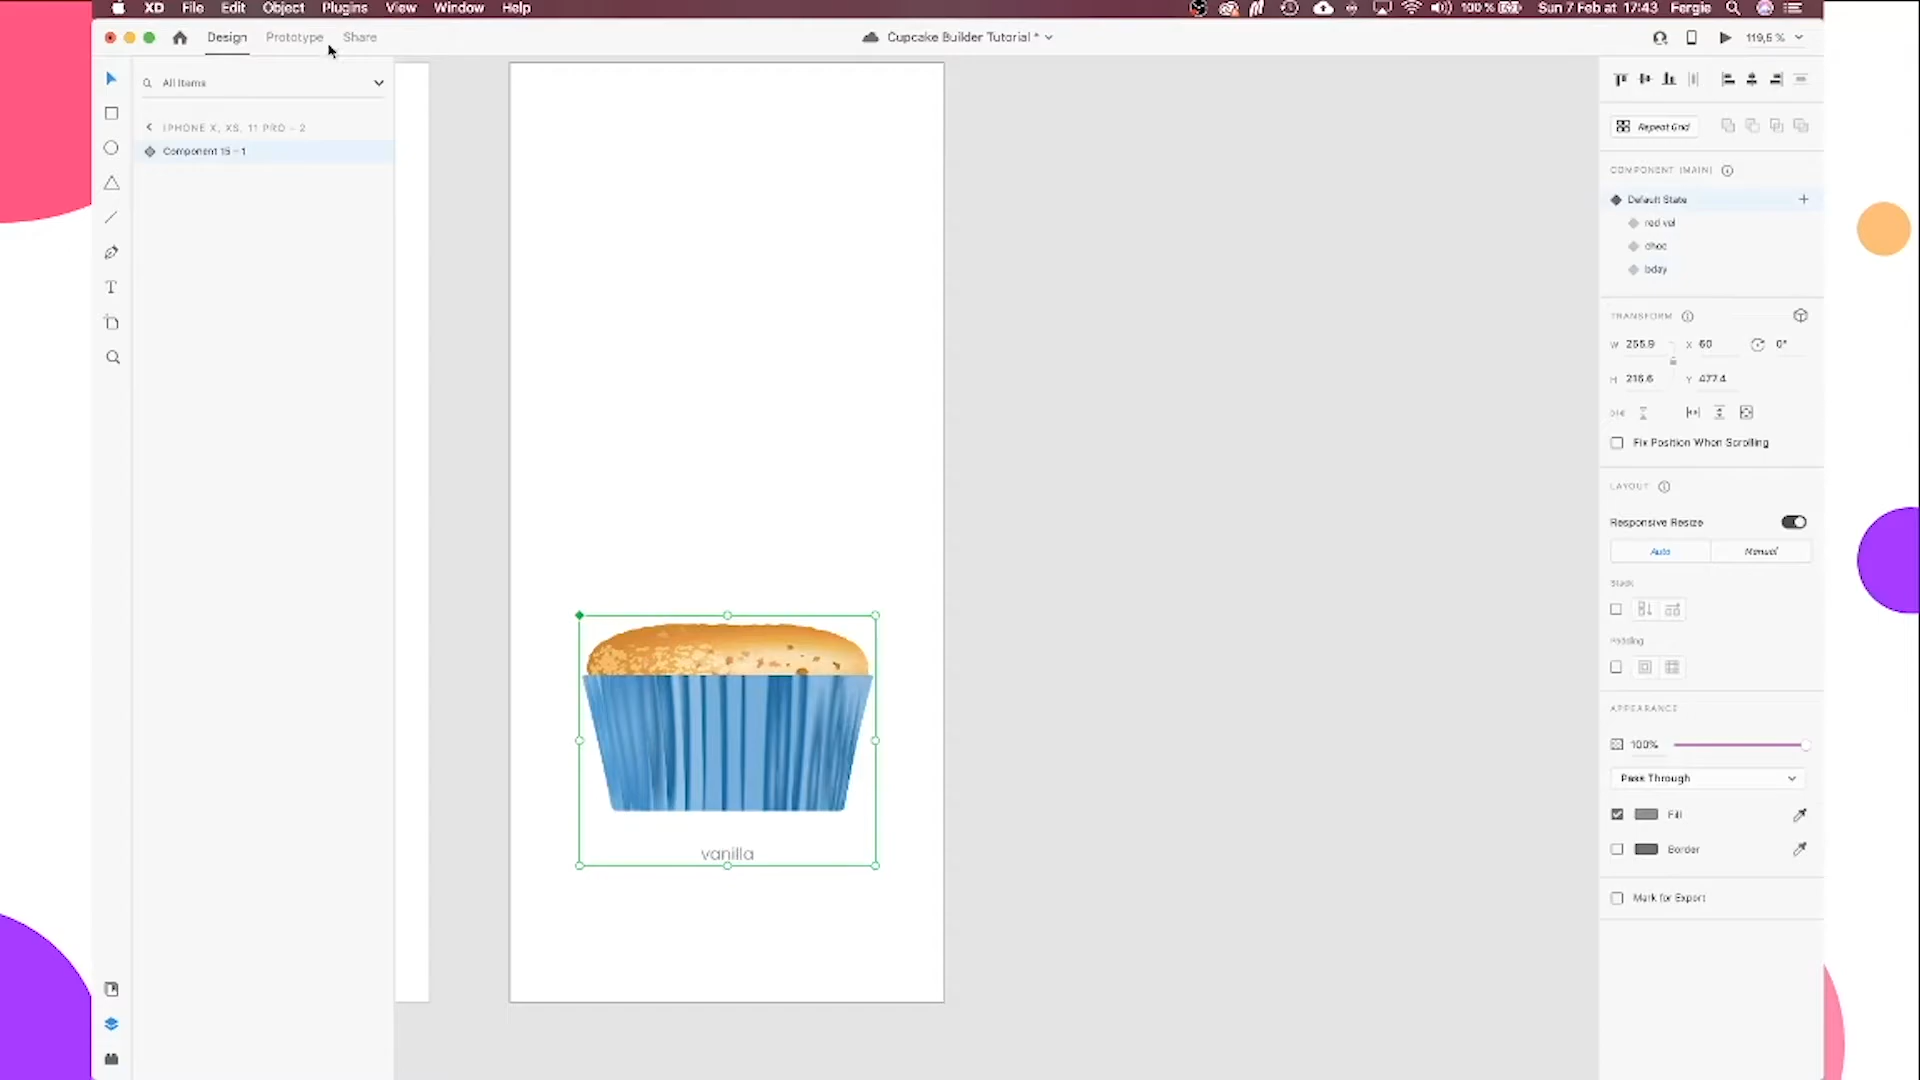 XD File Edit Object Plugins View Window Help 100% Sun 7 Feb at 17:43 Fergie
Design Prototype Share Cupcake Builder Tutorial * 119,5 %
All Items
IPHONE X, XS, 11 PRO – 2
Component 15 – 1
Repeat Grid
COMPONENT (MAIN)
Default State +
red vel
choc
bday
TRANSFORM
W 255.9 X 60 0°
H 216.6 Y 477.4
Fix Position When Scrolling
LAYOUT
Responsive Resize
Auto Manual
Stack
Padding
APPEARANCE
100%
Pass Through
Fill
Border
Mark for Export
vanilla